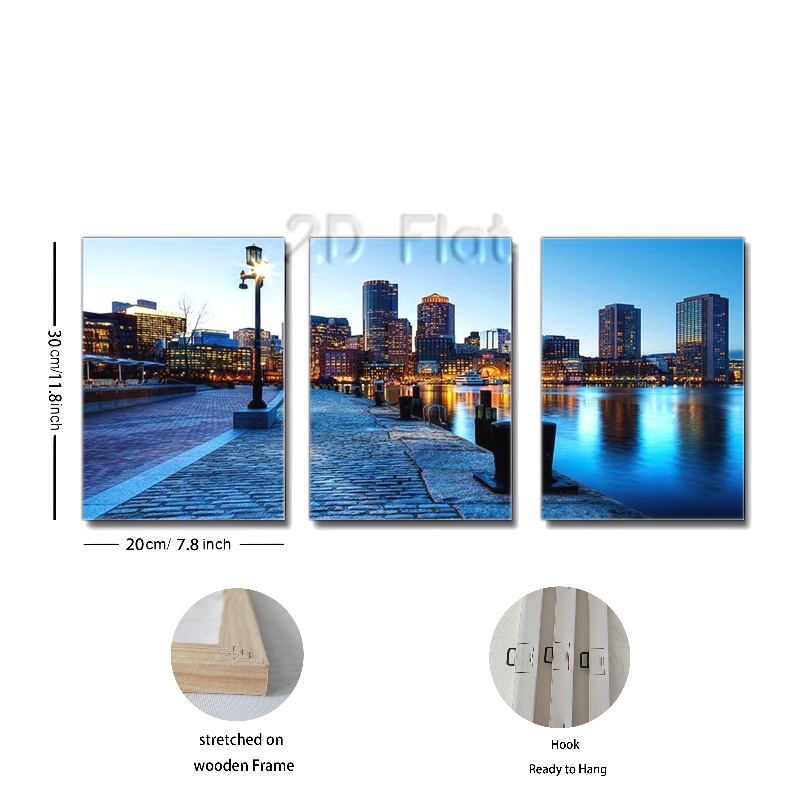 2D Flat
30cm/11.8inch
20cm/ 7.8 inch
stretched on
wooden Frame
Hook
Ready to Hang